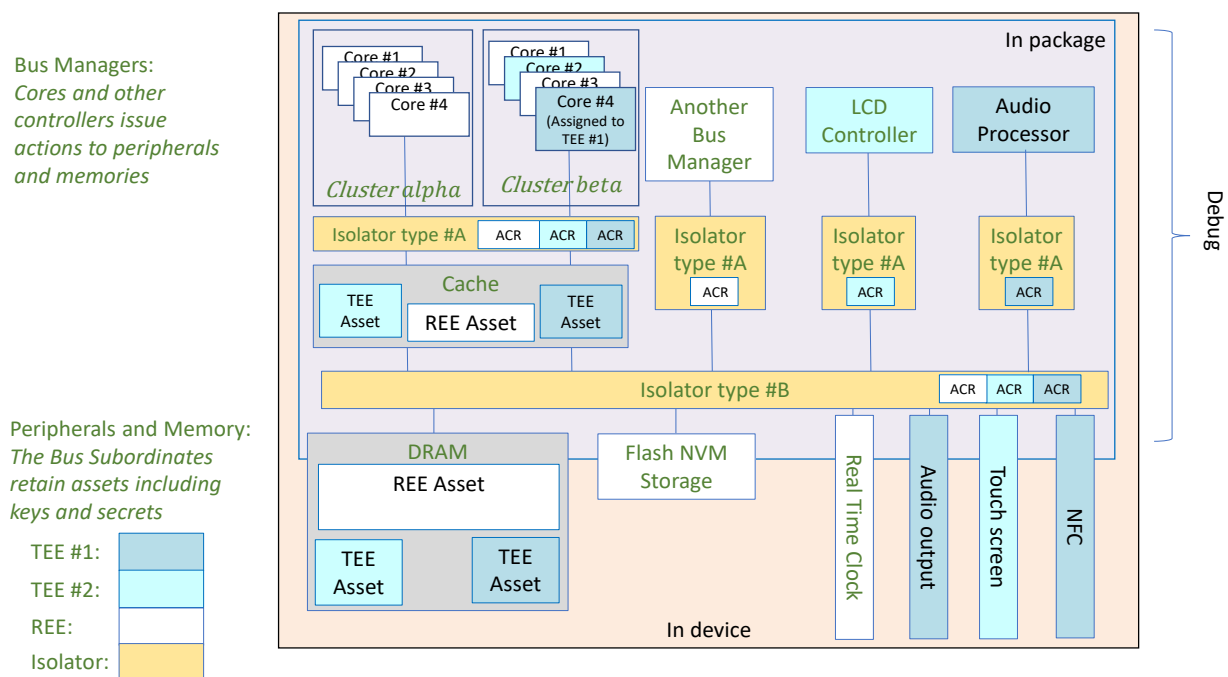 In package
Bus Managers:
Cores and other
controllers issue
actions to peripherals
and memories
Core #1
Core #2
Core #3
Core #4
Cluster alpha
Core #1
Core #2
Core #3
Core #4
(Assigned to
TEE #1)
Cluster beta
Another
Bus
Manager
LCD
Controller
Audio
Processor
Debug
Isolator type #A
ACR
ACR
ACR
Isolator
type #A
ACR
Isolator
type #A
ACR
Isolator
type #A
ACR
Cache
TEE
Asset
REE Asset
TEE
Asset
Isolator type #B
ACR
ACR
ACR
Peripherals and Memory:
The Bus Subordinates
retain assets including
keys and secrets
DRAM
REE Asset
TEE
Asset
TEE
Asset
Flash NVM
Storage
Real Time Clock
Audio output
Touch screen
NFC
TEE #1:
TEE #2:
REE:
Isolator:
In device